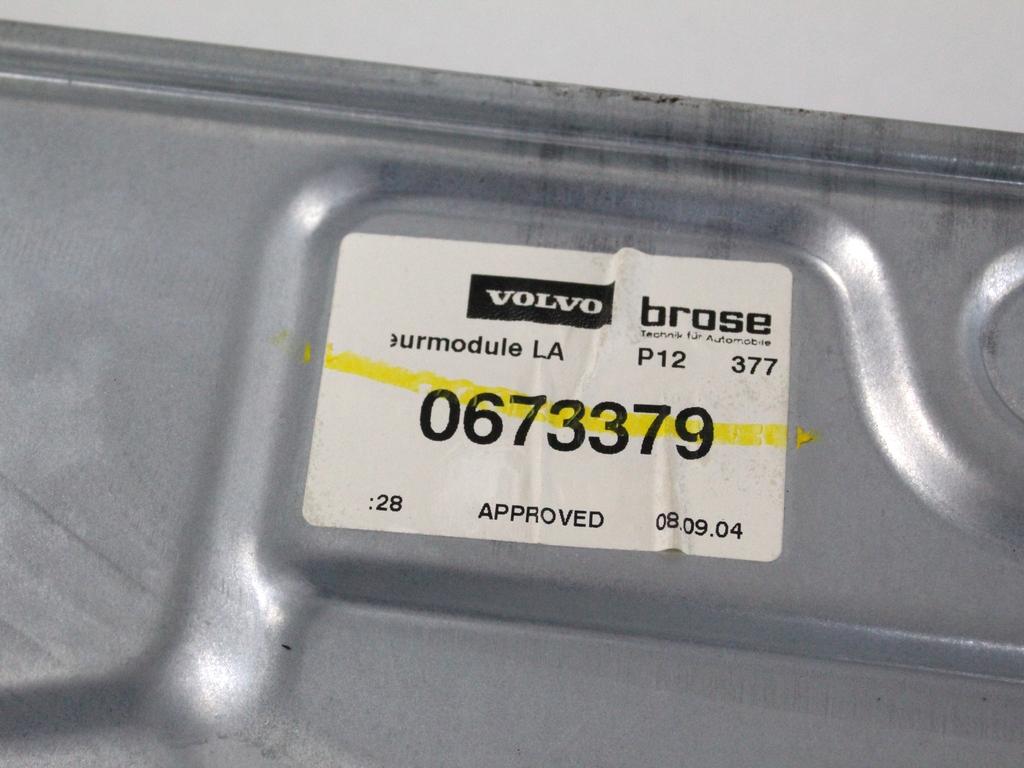 VOLVO
brose
Technik für Automobile
eurmodule LA P12 377
0673379
:28 APPROVED 08.09.04